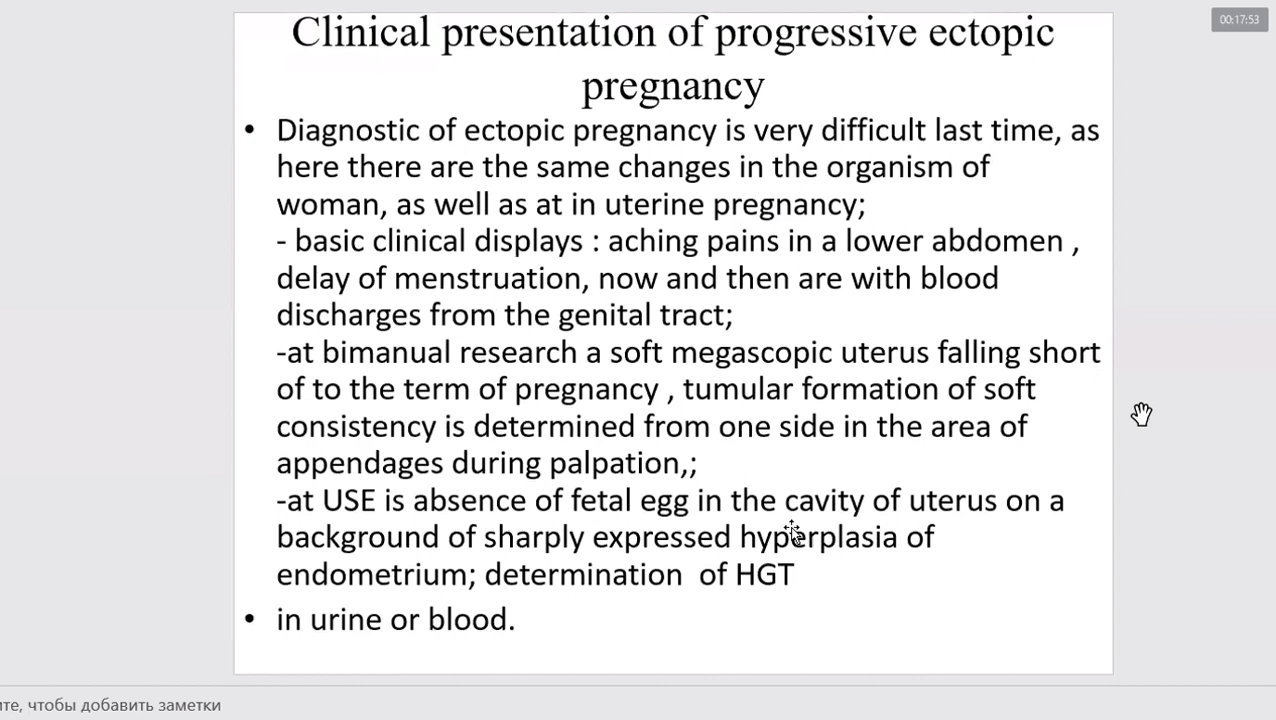 00:17:53
Clinical presentation of progressive ectopic
pregnancy
• Diagnostic of ectopic pregnancy is very difficult last time, as
here there are the same changes in the organism of
woman, as well as at in uterine pregnancy;
- basic clinical displays : aching pains in a lower abdomen ,
delay of menstruation, now and then are with blood
discharges from the genital tract;
-at bimanual research a soft megascopic uterus falling short
of to the term of pregnancy , tumular formation of soft
consistency is determined from one side in the area of
appendages during palpation,;
-at USE is absence of fetal egg in the cavity of uterus on a
background of sharply expressed hyperplasia of
endometrium; determination  of HGT
• in urine or blood.
чтобы добавить заметки